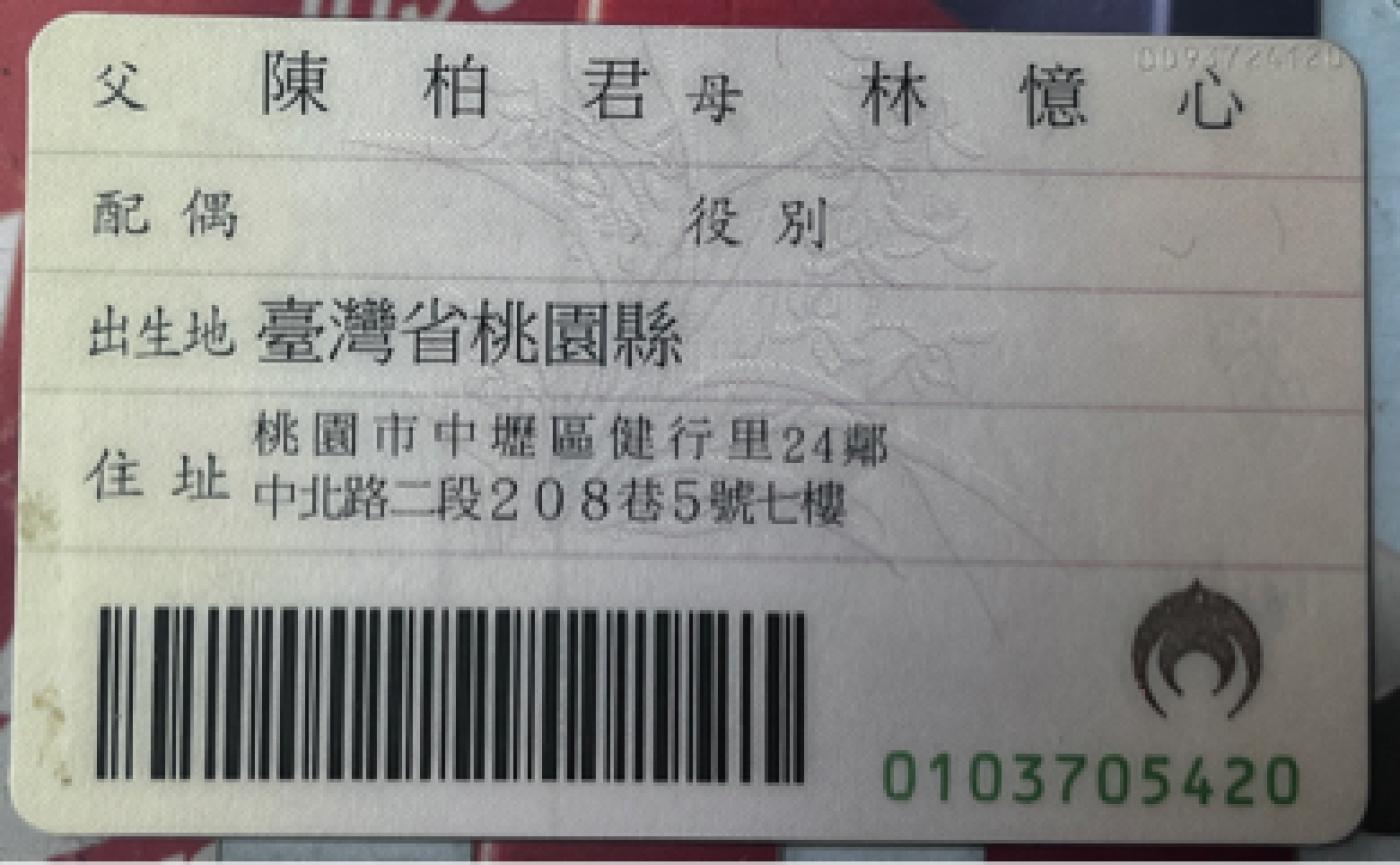 父 陳柏君 母 林憶心
配偶 役別
出生地 臺灣省桃園縣
住址 桃園市中壢區健行里24鄰
中北路二段208巷5號七樓
0103705420